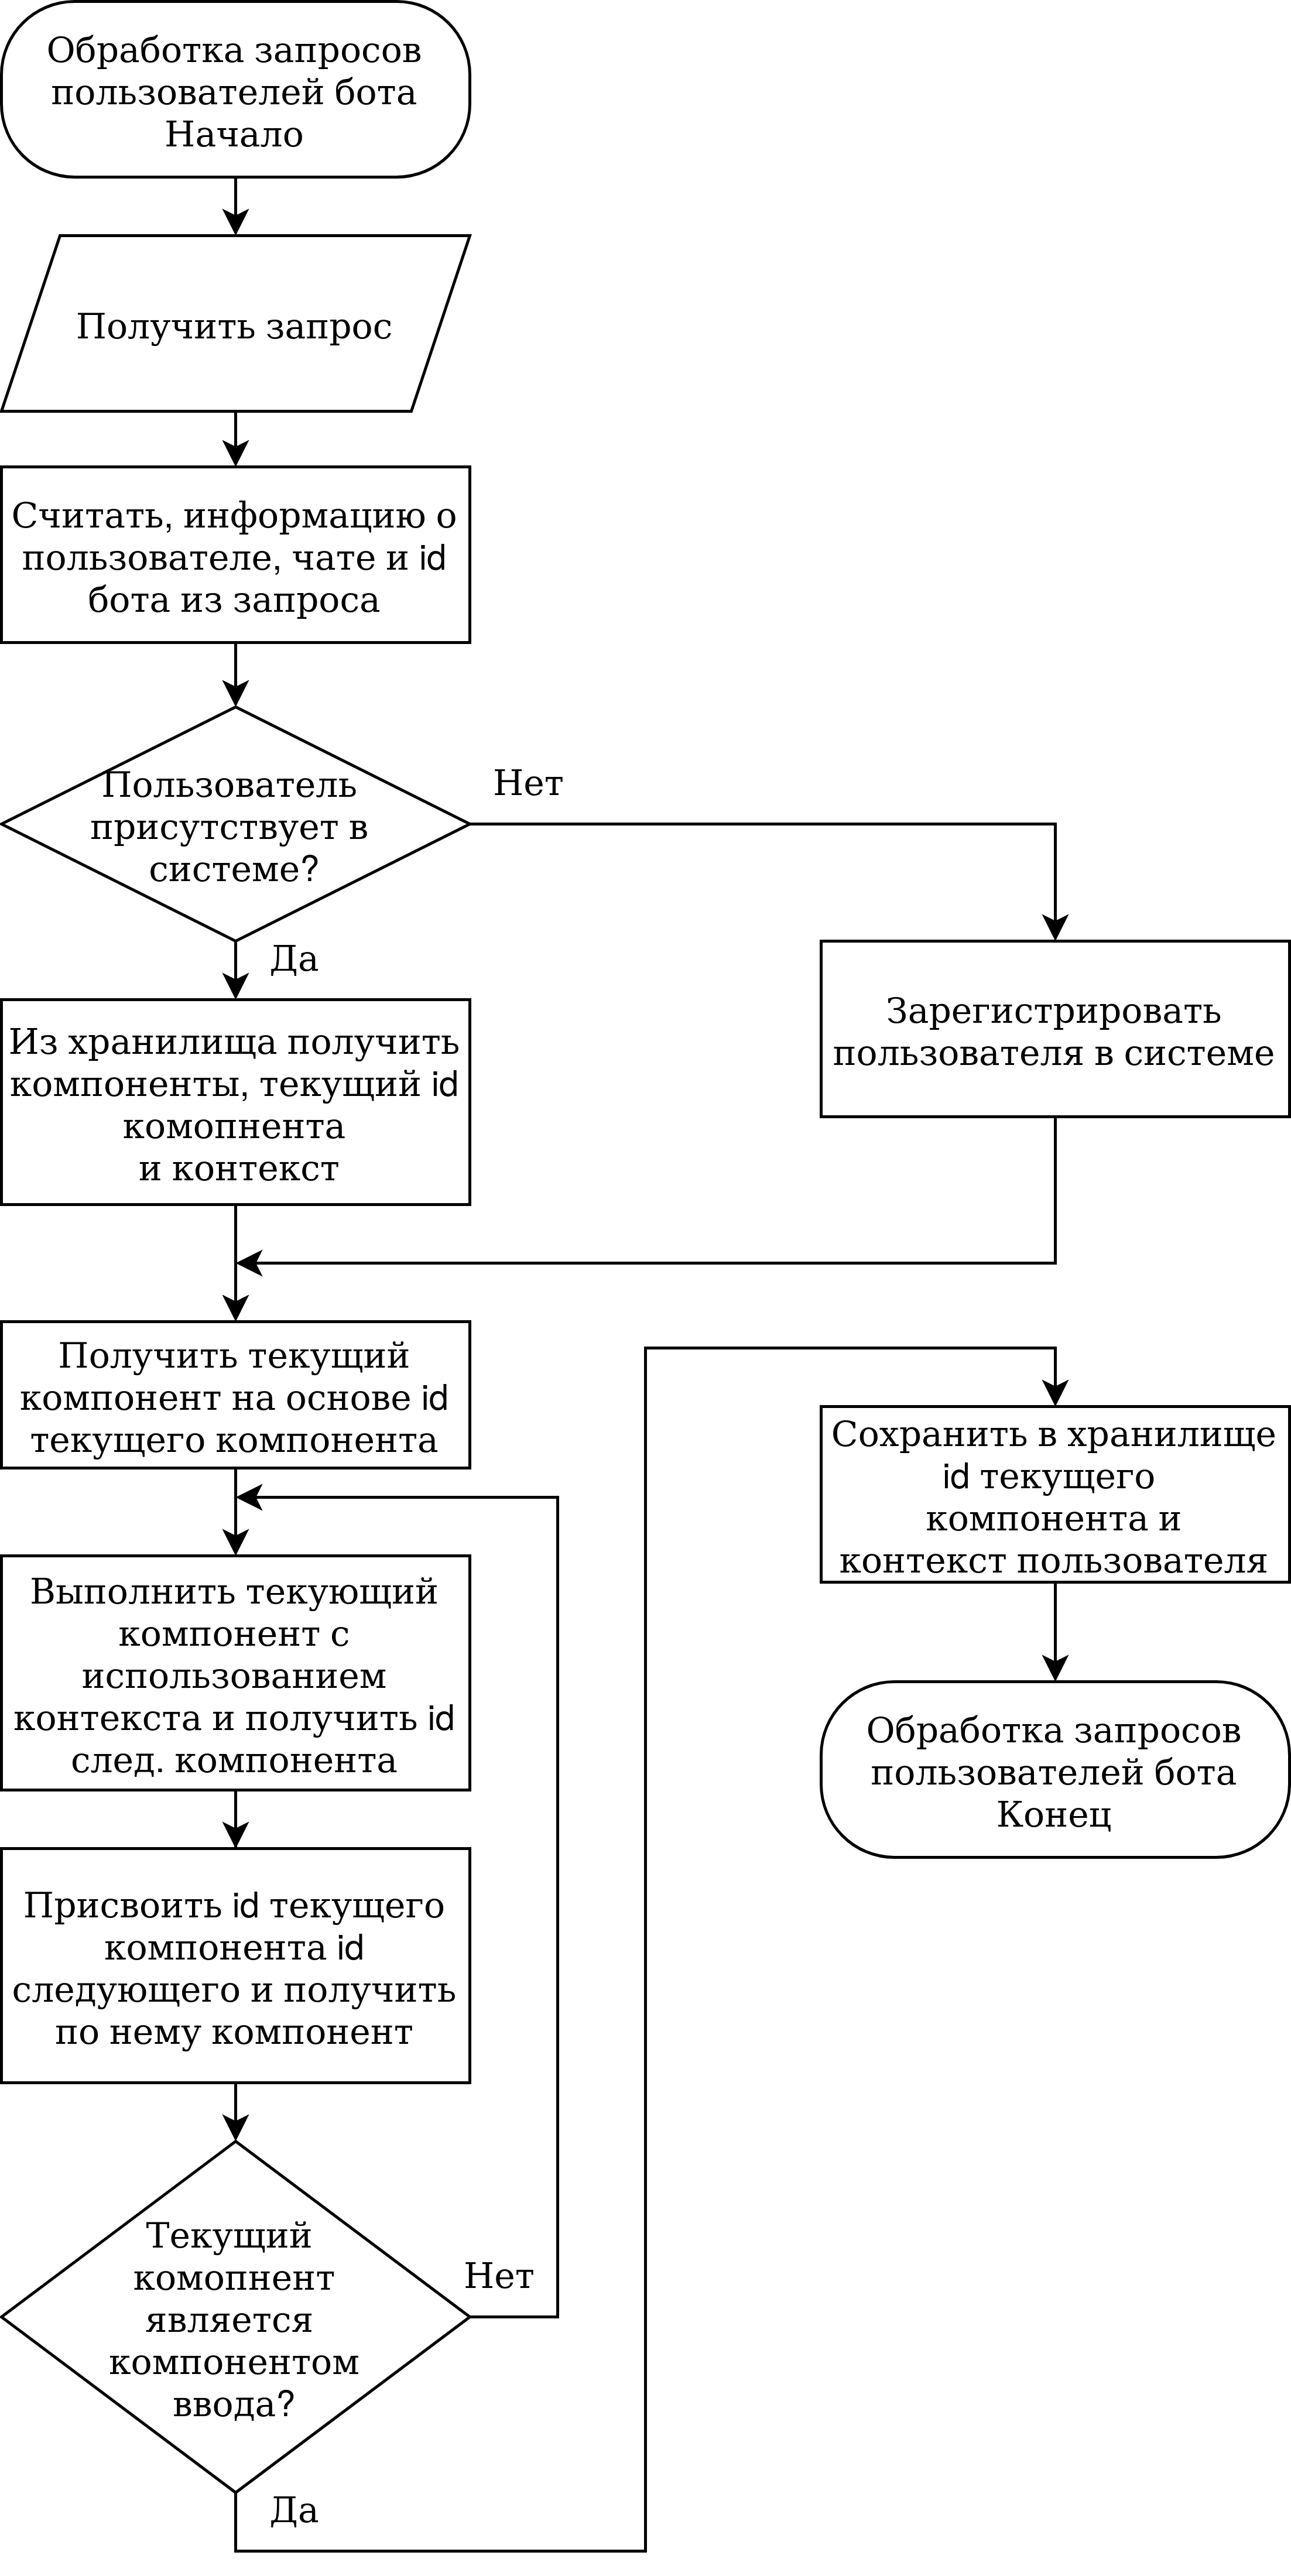 Обработка запросов
пользователей бота
Начало
Получить запрос
Считать, информацию о
пользователе, чате и id
бота из запроса
Пользователь
присутствует в
системе?
Нет
Да
Из хранилища получить
компоненты, текущий id
комопнента
и контекст
Зарегистрировать
пользователя в системе
Получить текущий
компонент на основе id
текущего компонента
Выполнить текующий
компонент с
использованием
контекста и получить id
след. компонента
Присвоить id текущего
компонента id
следующего и получить
по нему компонент
Текущий
комопнент
является
компонентом
ввода?
Нет
Да
Сохранить в хранилище
id текущего
компонента и
контекст пользователя
Обработка запросов
пользователей бота
Конец